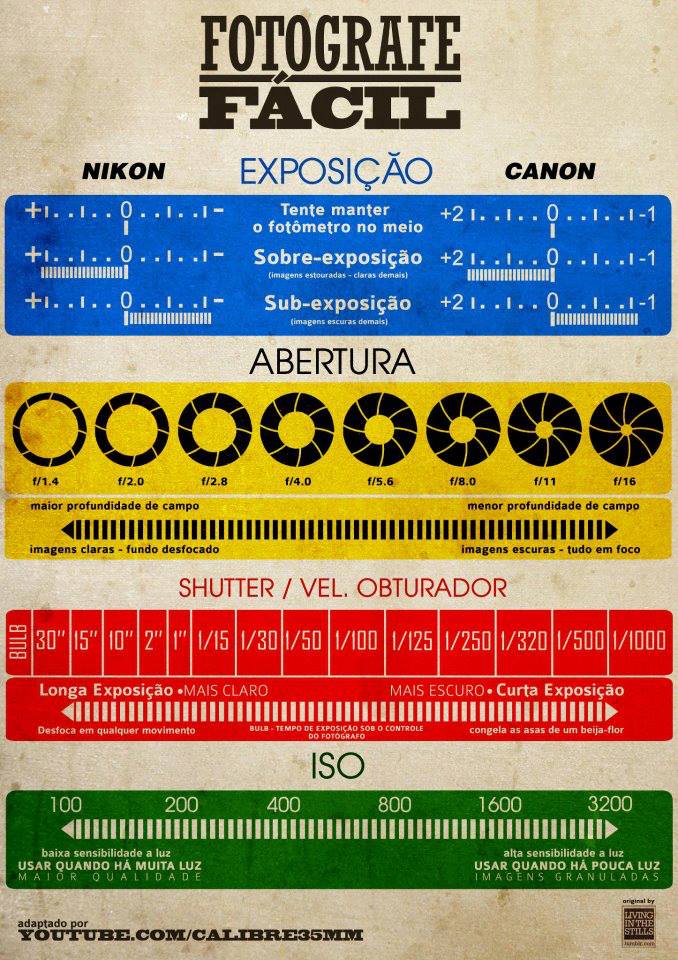 FOTOGRAFE
FÁCIL
NIKON
EXPOSIÇÃO
CANON
+ı. . ı. . 0 . . ı. . ı-
Tente manter
o fotômetro no meio
+2 ı. . ı. . 0 . . ı. . ı-1
+ı. . ı. . 0 . . ı. . ı-
Sobre-exposição
(imagens estouradas - claras demais)
+2 ı. . ı. . 0 . . ı. . ı-1
+ı. . ı. . 0 . . ı. . ı-
Sub-exposição
(imagens escuras demais)
+2 ı. . ı. . 0 . . ı. . ı-1
ABERTURA
f/1.4 f/2.0 f/2.8 f/4.0 f/5.6 f/8.0 f/11 f/16
maior profundidade de campo
menor profundidade de campo
imagens claras - fundo desfocado
imagens escuras - tudo em foco
SHUTTER / VEL. OBTURADOR
BULB 30" 15" 10" 2" 1" 1/15 1/30 1/50 1/100 1/125 1/250 1/320 1/500 1/1000
Longa Exposição •MAIS CLARO
MAIS ESCURO• Curta Exposição
Desfoca em qualquer movimento
BULB - TEMPO DE EXPOSIÇÃO SOB O CONTROLE
DO FOTÓGRAFO
congela as asas de um beija-flor
ISO
100 200 400 800 1600 3200
baixa sensibilidade a luz
USAR QUANDO HÁ MUITA LUZ
MAIOR QUALIDADE
alta sensibilidade a luz
USAR QUANDO HÁ POUCA LUZ
IMAGENS GRANULADAS
adaptado por
YOUTUBE.COM/CALIBRE35MM
original by
LIVING
IN THE
STILLS
.tumblr.com